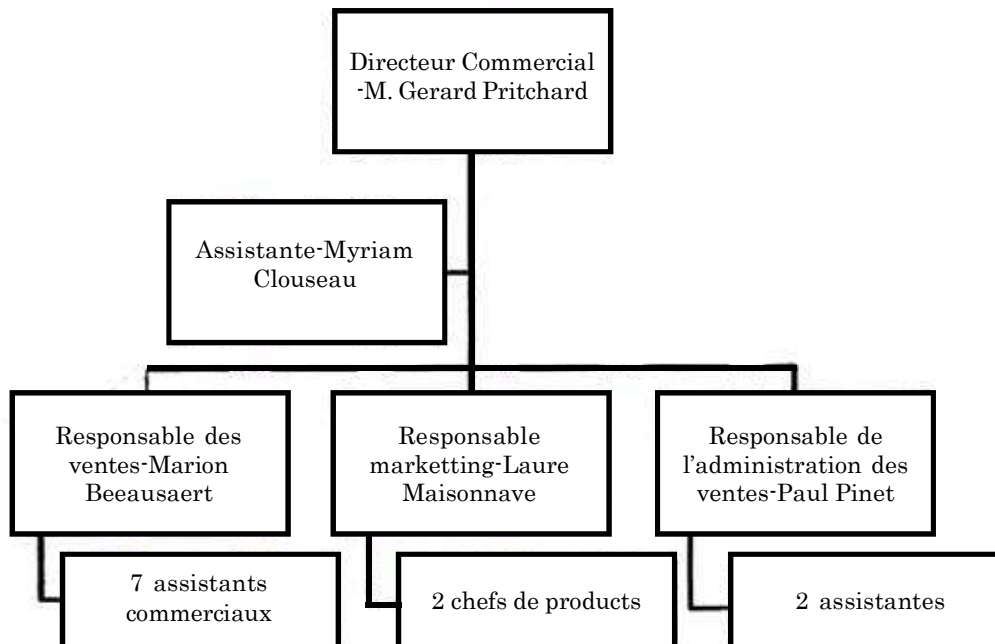 Directeur Commercial
-M. Gerard Pritchard
Assistante-Myriam
Clouseau
Responsable des
ventes-Marion
Beeausaert
Responsable
marketting-Laure
Maisonnave
Responsable de
l'administration des
ventes-Paul Pinet
7 assistants
commerciaux
2 chefs de products
2 assistantes